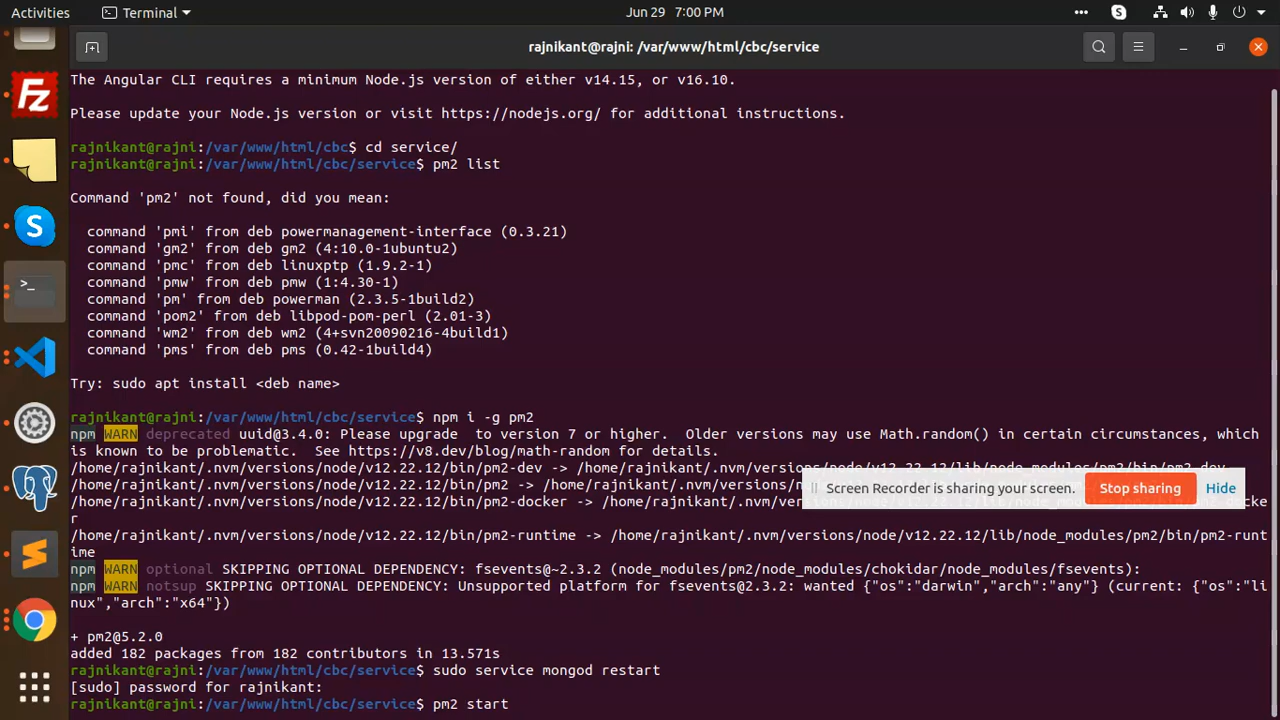 Activities
Terminal
Jun 29 7:00 PM
rajnikant@rajni: /var/www/html/cbc/service
The Angular CLI requires a minimum Node.js version of either v14.15, or v16.10.
Please update your Node.js version or visit https://nodejs.org/ for additional instructions.
rajnikant@rajni:/var/www/html/cbc$ cd service/
rajnikant@rajni:/var/www/html/cbc/service$ pm2 list
Command 'pm2' not found, did you mean:
command 'pmi' from deb powermanagement-interface (0.3.21)
command 'gm2' from deb gm2 (4:10.0-1ubuntu2)
command 'pmc' from deb linuxptp (1.9.2-1)
command 'pmw' from deb pmw (1:4.30-1)
command 'pm' from deb powerman (2.3.5-1build2)
command 'pom2' from deb libpod-pom-perl (2.01-3)
command 'wm2' from deb wm2 (4+svn20090216-4build1)
command 'pms' from deb pms (0.42-1build4)
Try: sudo apt install <deb name>
rajnikant@rajni:/var/www/html/cbc/service$ npm i -g pm2
npm WARN deprecated uuid@3.4.0: Please upgrade  to version 7 or higher.  Older versions may use Math.random() in certain circumstances, which
is known to be problematic.  See https://v8.dev/blog/math-random for details.
/home/rajnikant/.nvm/versions/node/v12.22.12/bin/pm2-dev -> /home/rajnikant/.nvm/versions/node/v12.22.12/lib/node_modules/pm2/bin/pm2-dev
/home/rajnikant/.nvm/versions/node/v12.22.12/bin/pm2 -> /home/rajnikant/.nvm/versions/
Screen Recorder is sharing your screen.
Stop sharing
Hide
/home/rajnikant/.nvm/versions/node/v12.22.12/bin/pm2-docker -> /home/rajnikant/.nvm/versions/
r
/home/rajnikant/.nvm/versions/node/v12.22.12/bin/pm2-runtime -> /home/rajnikant/.nvm/versions/node/v12.22.12/lib/node_modules/pm2/bin/pm2-runt
ime
npm WARN optional SKIPPING OPTIONAL DEPENDENCY: fsevents@~2.3.2 (node_modules/pm2/node_modules/chokidar/node_modules/fsevents):
npm WARN notsup SKIPPING OPTIONAL DEPENDENCY: Unsupported platform for fsevents@2.3.2: wanted {"os":"darwin","arch":"any"} (current: {"os":"li
nux","arch":"x64"})
+ pm2@5.2.0
added 182 packages from 182 contributors in 13.571s
rajnikant@rajni:/var/www/html/cbc/service$ sudo service mongod restart
[sudo] password for rajnikant:
rajnikant@rajni:/var/www/html/cbc/service$ pm2 start